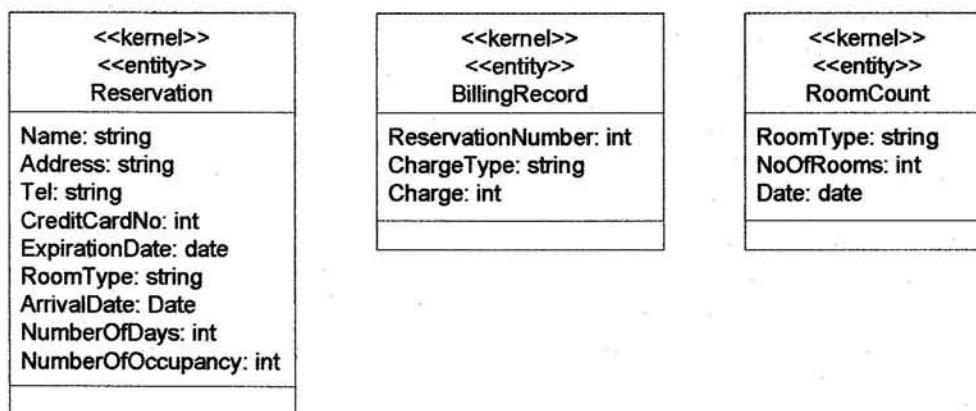 <<kernel>>
<<entity>>
Reservation
Name: string
Address: string
Tel: string
CreditCardNo: int
ExpirationDate: date
RoomType: string
ArrivalDate: Date
NumberOfDays: int
NumberOfOccupancy: int
<<kernel>>
<<entity>>
BillingRecord
ReservationNumber: int
ChargeType: string
Charge: int
<<kernel>>
<<entity>>
RoomCount
RoomType: string
NoOfRooms: int
Date: date